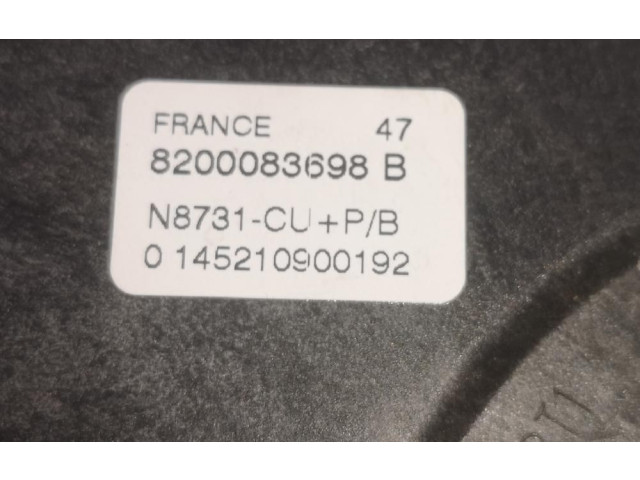 FRANCE 47
8200083698 B
N8731-CU+P/B
0 145210900192